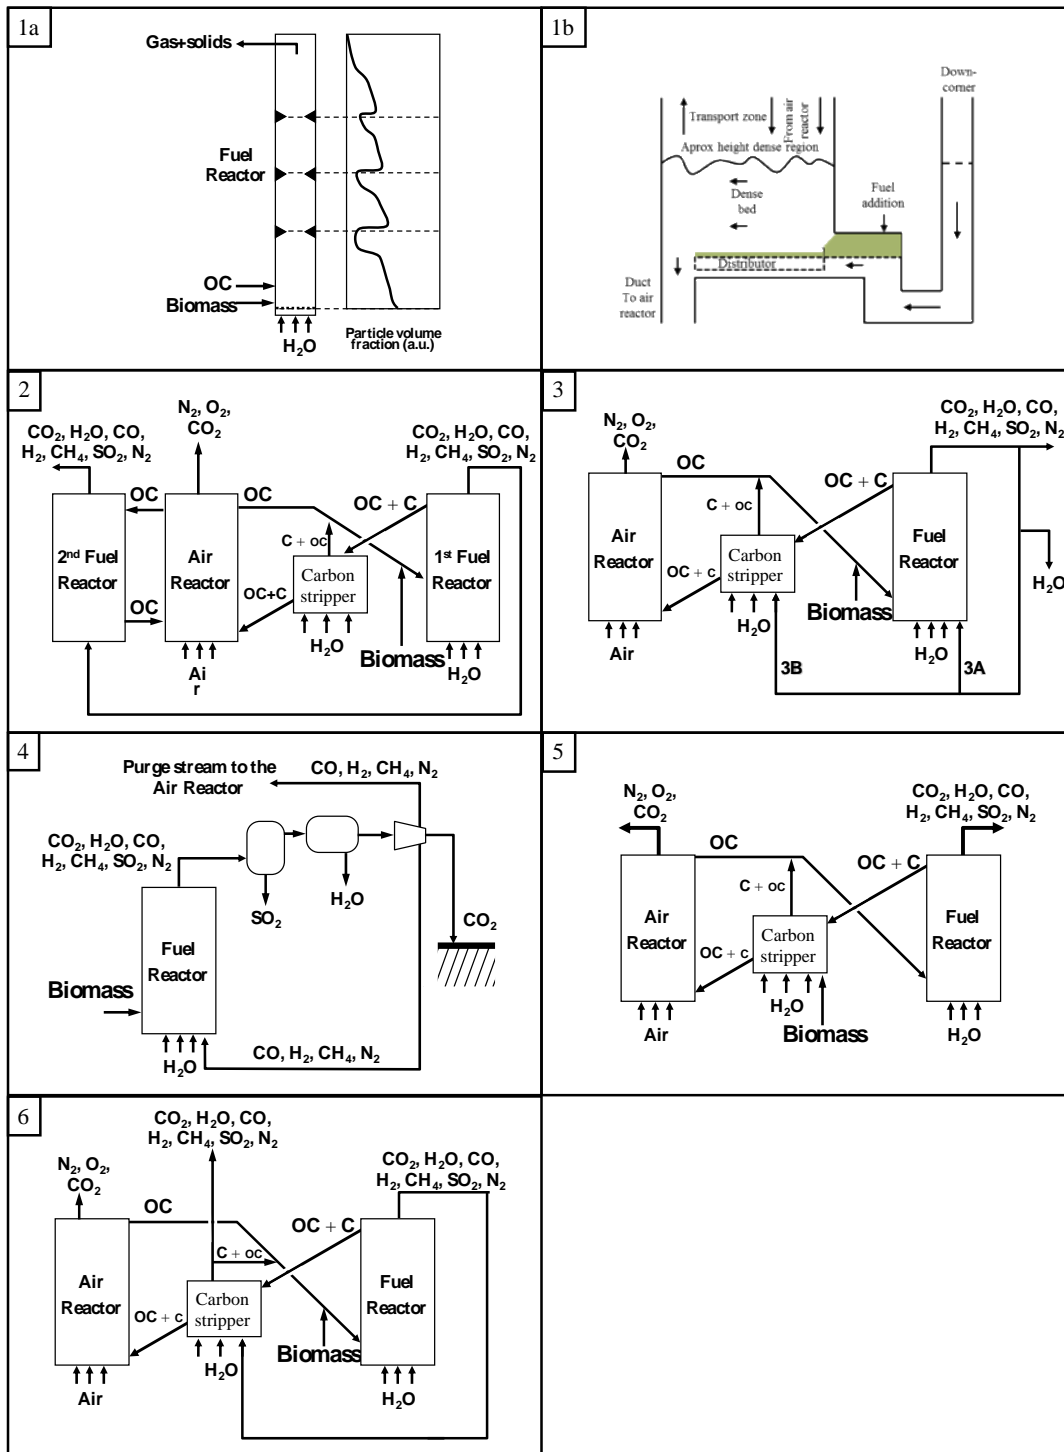 1a
Gas+solids
Fuel
Reactor
OC
Biomass
H₂O
Particle volume
fraction (a.u.)
1b
Down-
corner
Transport zone
From air
reactor
Aprox height dense region
Dense
bed
Fuel
addition
Distributor
Duct
To air
reactor
2
CO₂, H₂O, CO,
H₂, CH₄, SO₂, N₂
N₂, O₂,
CO₂
CO₂, H₂O, CO,
H₂, CH₄, SO₂, N₂
OC
OC
OC + C
C + OC
2nd Fuel
Reactor
Air
Reactor
Carbon
stripper
1st Fuel
Reactor
OC+C
OC
H₂O
Biomass
Ai
r
H₂O
3
CO₂, H₂O, CO,
H₂, CH₄, SO₂, N₂
N₂, O₂,
CO₂
OC
OC + C
C + OC
Air
Reactor
Carbon
stripper
Fuel
Reactor
OC + C
H₂O
Biomass
H₂O
Air
H₂O
3B
3A
4
Purge stream to the
Air Reactor
CO, H₂, CH₄, N₂
CO₂, H₂O, CO,
H₂, CH₄, SO₂, N₂
SO₂
H₂O
CO₂
Fuel
Reactor
Biomass
H₂O
CO, H₂, CH₄, N₂
5
N₂, O₂,
CO₂
CO₂, H₂O, CO,
H₂, CH₄, SO₂, N₂
OC
OC + C
C + OC
Air
Reactor
Carbon
stripper
Fuel
Reactor
OC + C
H₂O
Biomass
Air
H₂O
6
CO₂, H₂O, CO,
H₂, CH₄, SO₂, N₂
N₂, O₂,
CO₂
CO₂, H₂O, CO,
H₂, CH₄, SO₂, N₂
OC
OC + C
C + OC
Air
Reactor
Carbon
stripper
Fuel
Reactor
OC + C
H₂O
Biomass
Air
H₂O